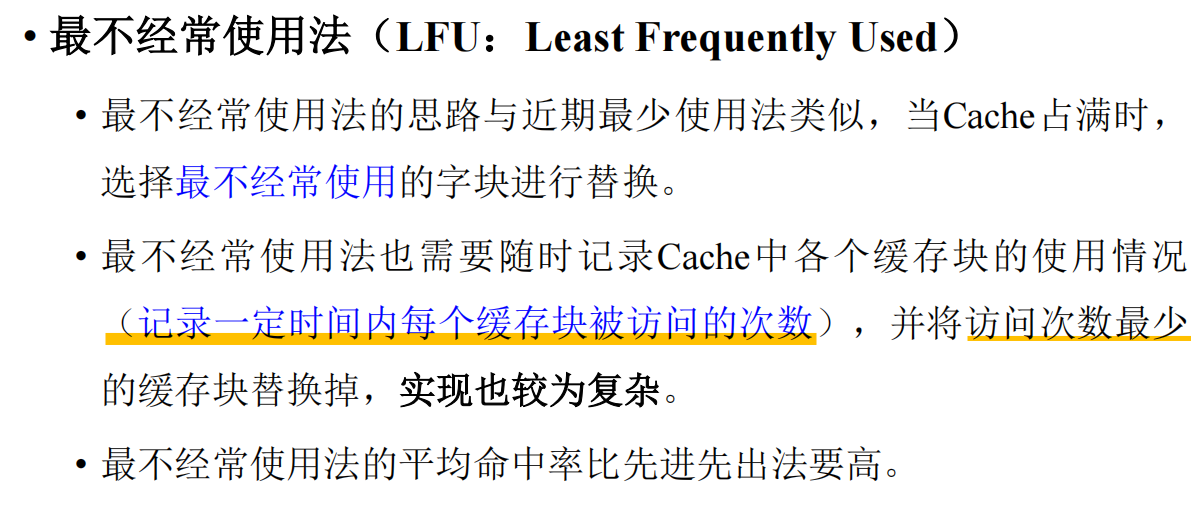 • 最不经常使用法（LFU：Least Frequently Used）
• 最不经常使用法的思路与近期最少使用法类似，当Cache占满时，
选择最不经常使用的字块进行替换。
• 最不经常使用法也需要随时记录Cache中各个缓存块的使用情况
（记录一定时间内每个缓存块被访问的次数），并将访问次数最少
的缓存块替换掉，实现也较为复杂。
• 最不经常使用法的平均命中率比先进先出法要高。